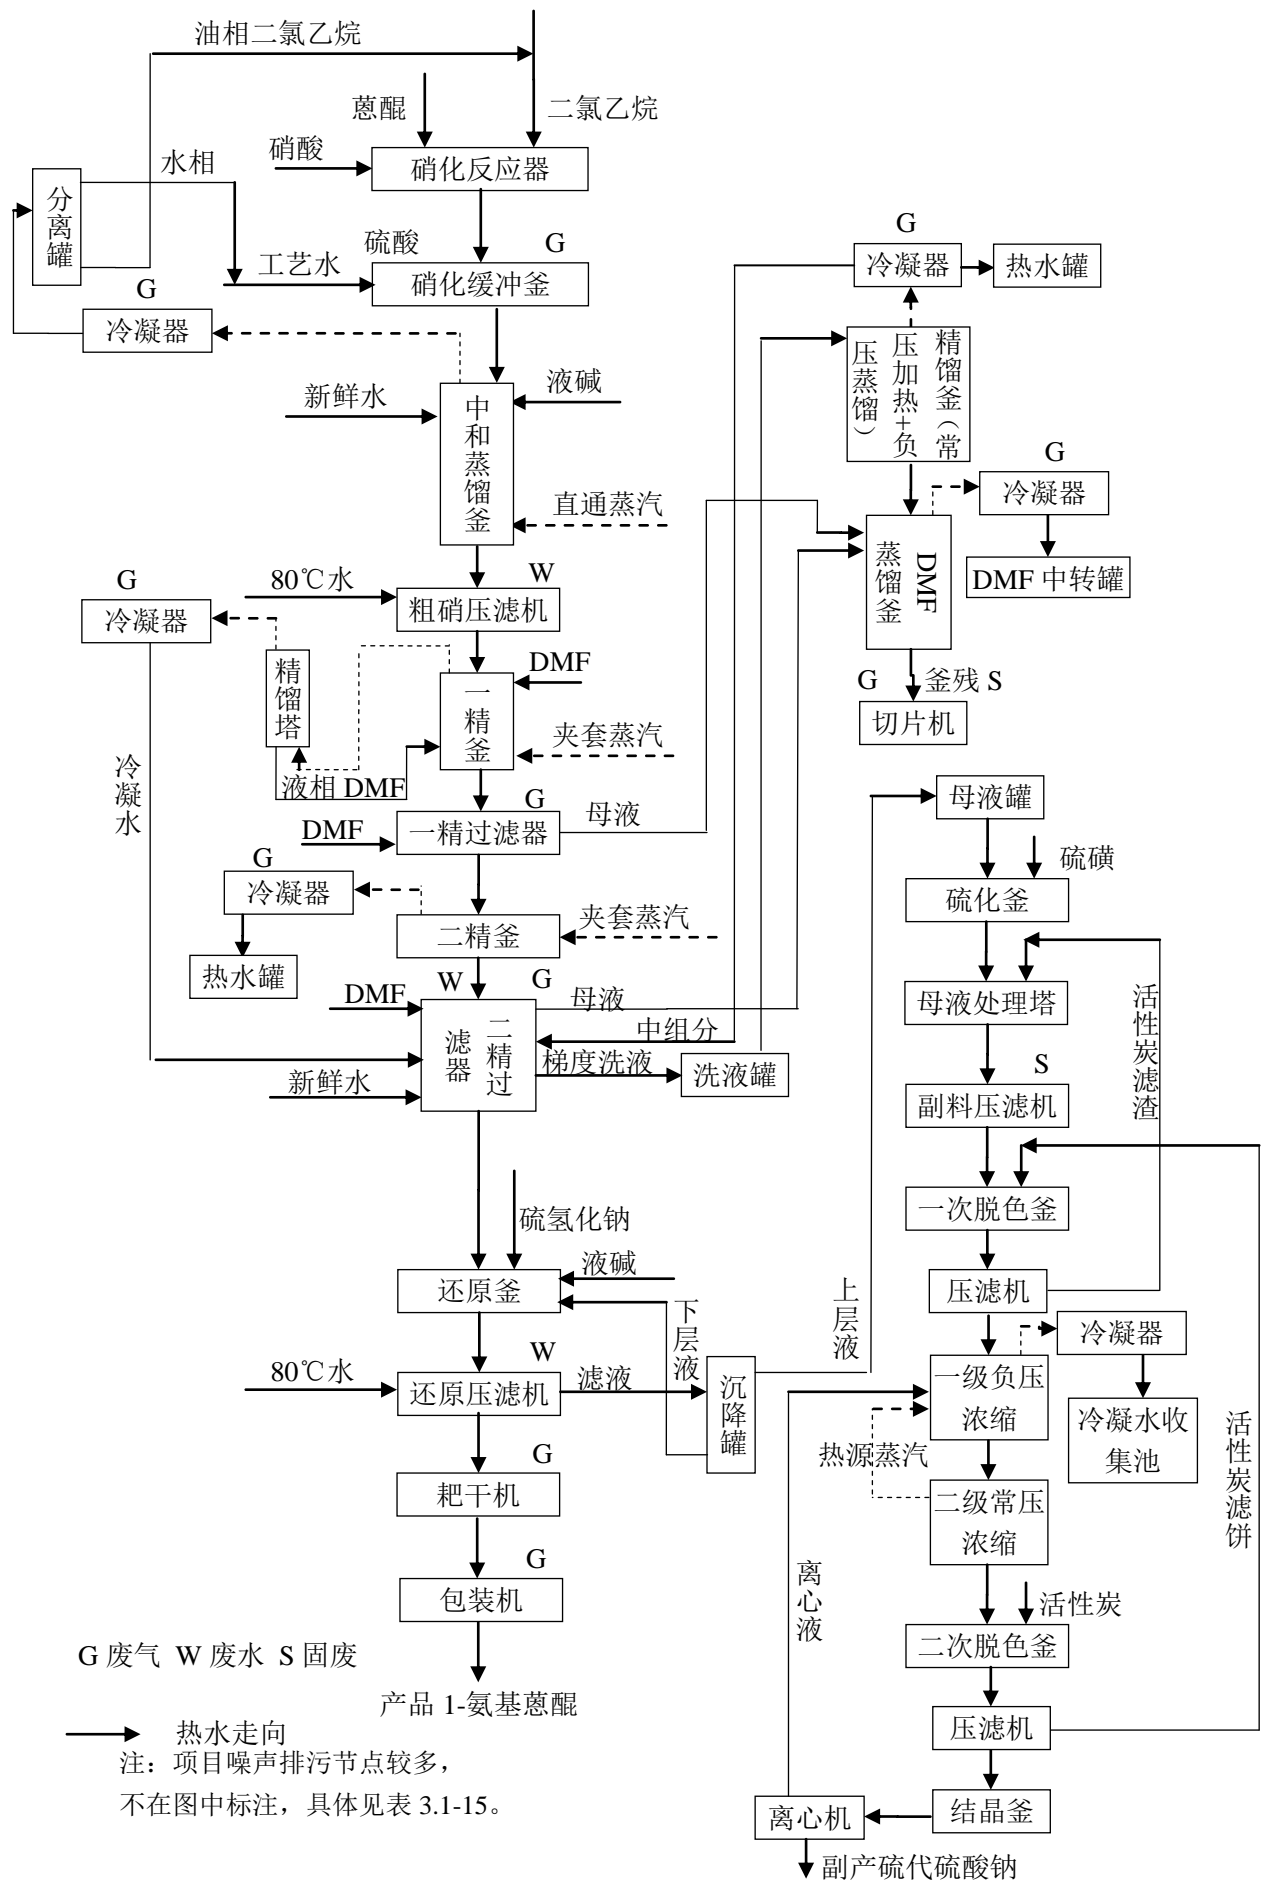 油相二氯乙烷
蒽醌
二氯乙烷
硝酸
硝化反应器
水相
分离罐
工艺水
硫酸
G
硝化缓冲釜
G
冷凝器
新鲜水
液碱
中和蒸馏釜
直通蒸汽
80℃水
W
粗硝压滤机
G
冷凝器
精馏塔
DMF
一精釜
夹套蒸汽
液相 DMF
冷凝水
G
母液
DMF
一精过滤器
G
冷凝器
二精釜
夹套蒸汽
热水罐
W
G
DMF
母液
二精过滤器
中组分
梯度洗液
洗液罐
新鲜水
硫氢化钠
液碱
还原釜
下层液
80℃水
W
还原压滤机
滤液
沉降罐
上层液
G
耙干机
G
包装机
产品 1-氨基蒽醌
G
冷凝器
热水罐
精馏釜（常压加热+负压蒸馏）
G
冷凝器
DMF 中转罐
DMF
蒸馏釜
G
釜残 S
切片机
母液罐
硫磺
硫化釜
母液处理塔
活性炭滤渣
S
副料压滤机
一次脱色釜
压滤机
冷凝器
一级负压
浓缩
冷凝水收
集池
热源蒸汽
二级常压
浓缩
活性炭滤饼
离心液
活性炭
二次脱色釜
压滤机
结晶釜
离心机
副产硫代硫酸钠
G 废气 W 废水 S 固废
热水走向
注：项目噪声排污节点较多，
不在图中标注，具体见表 3.1-15。